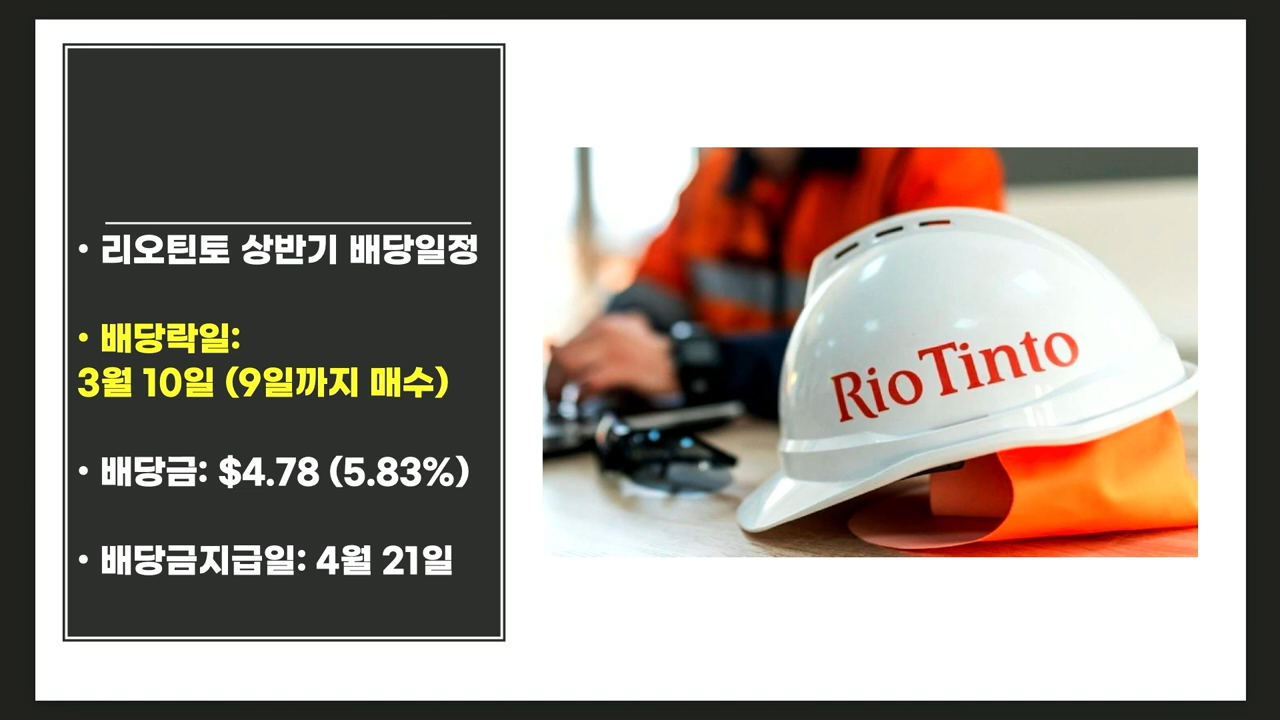 • 리오틴토 상반기 배당일정
• 배당락일:
3월 10일 (9일까지 매수)
• 배당금: $4.78 (5.83%)
• 배당금지급일: 4월 21일
RioTinto